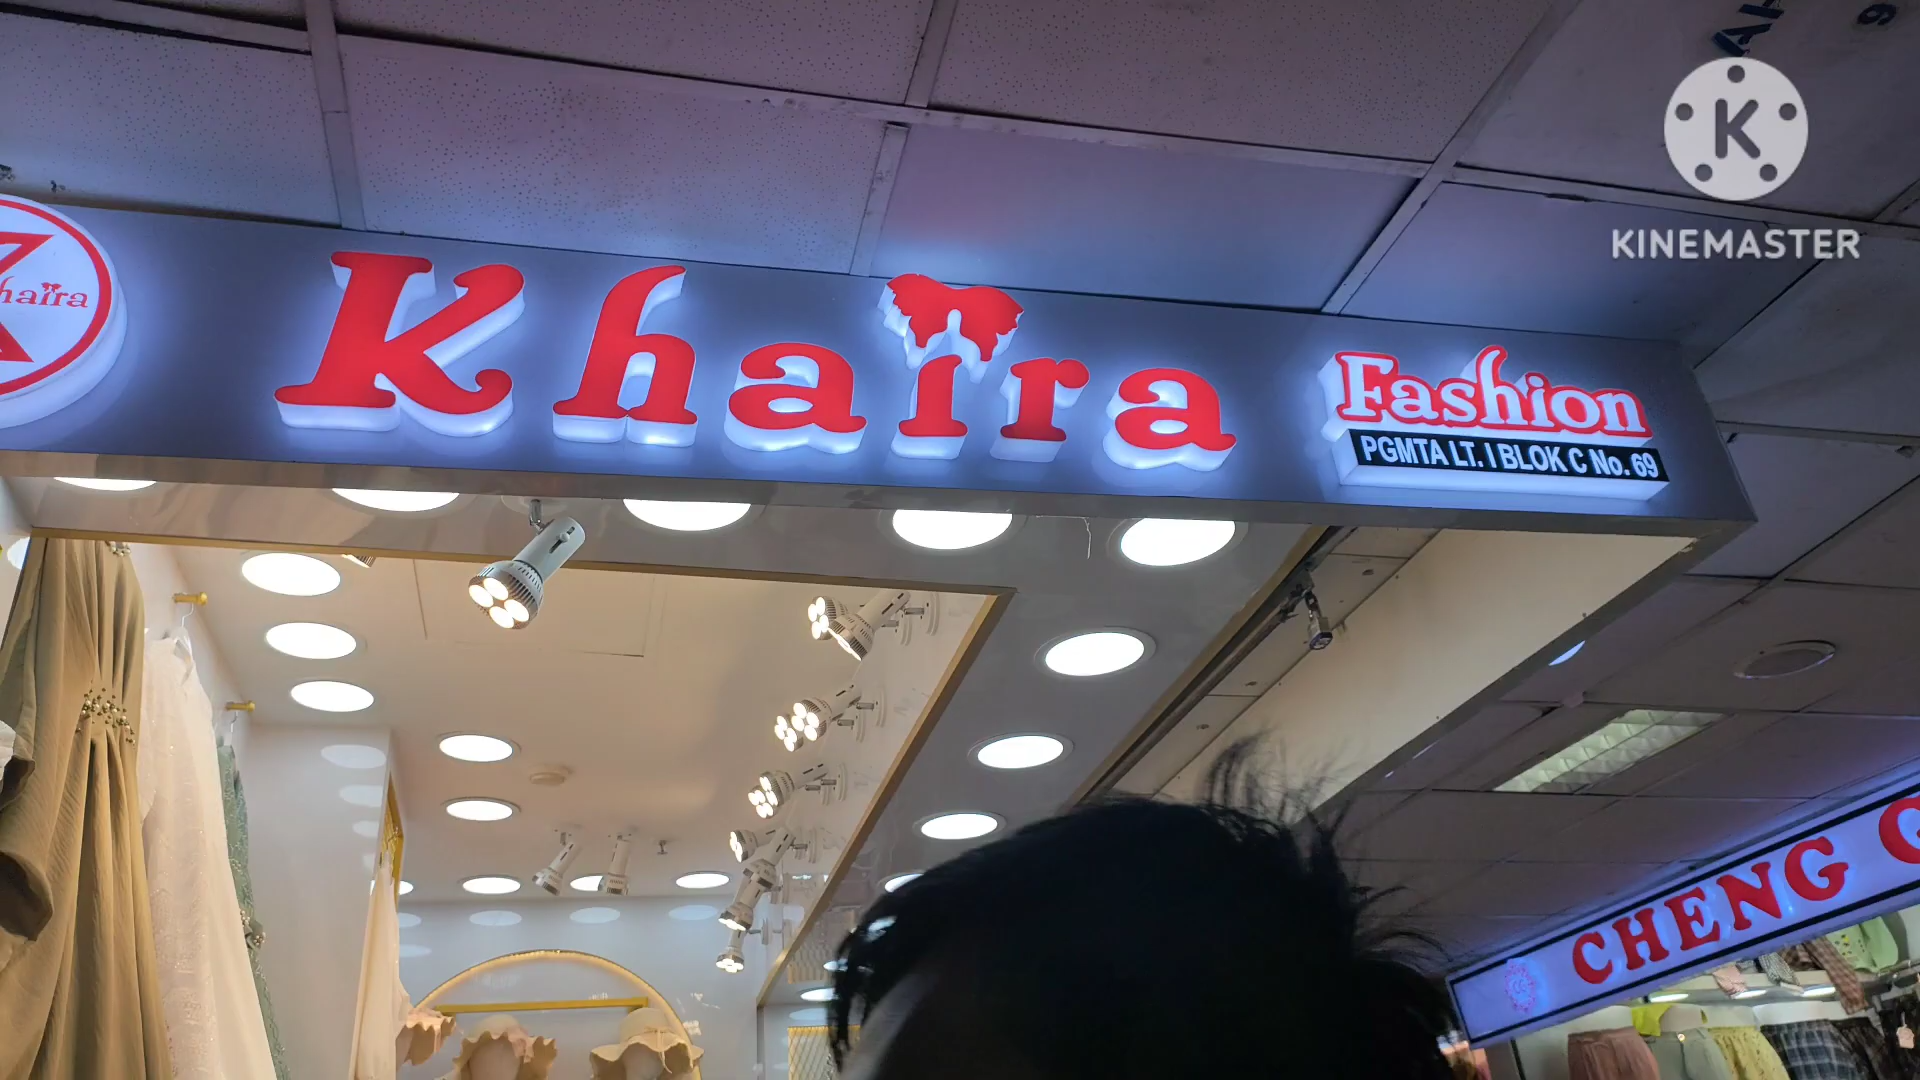 K
KINEMASTER
Khaira
Fashion
PGMTA LT. I BLOK C No. 69
haira
CHENG